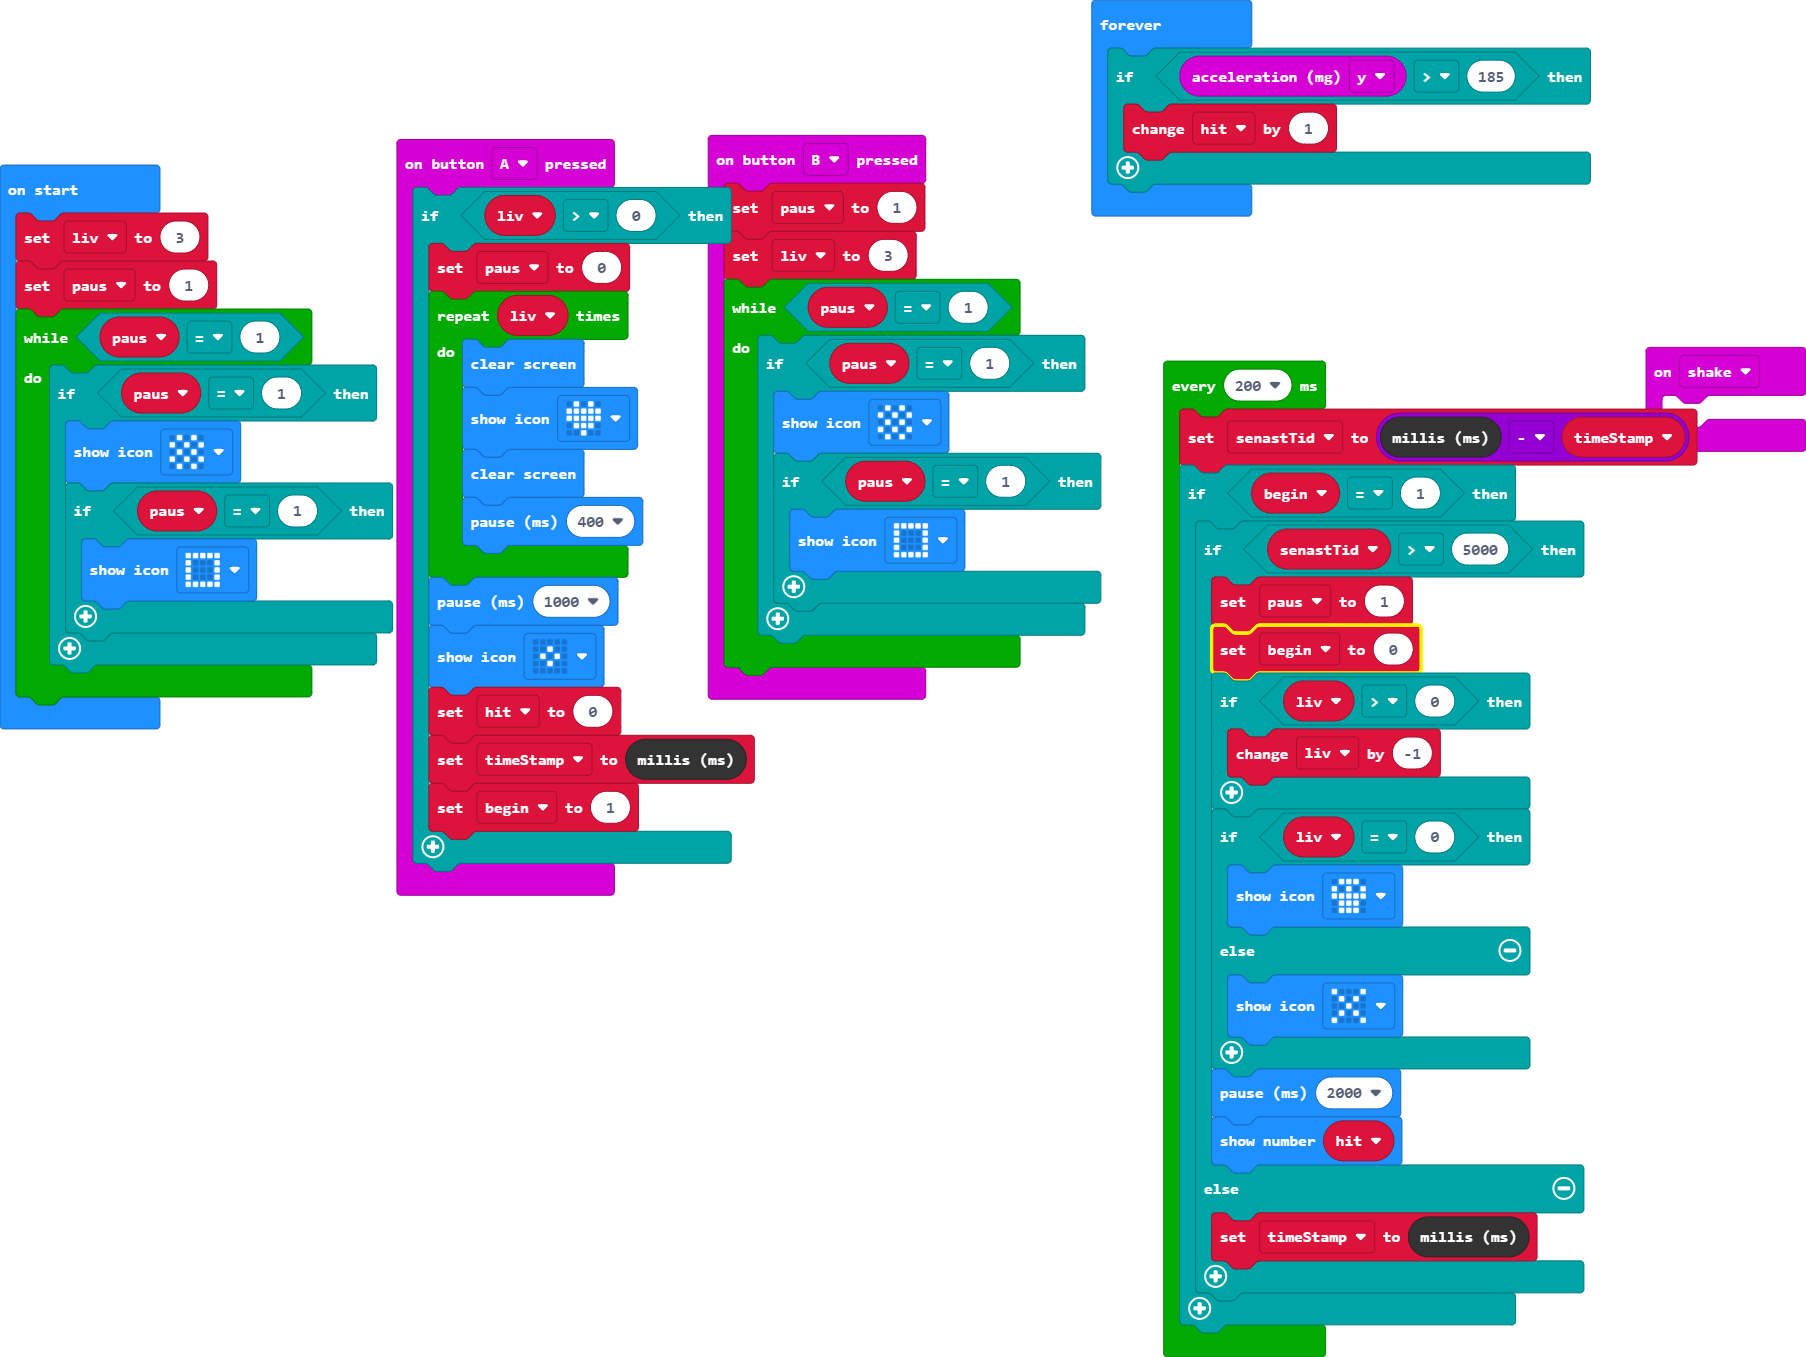 on start
set liv to 3
set paus to 1
while paus = 1
do
if paus = 1 then
show icon
if paus = 1 then
show icon
on button A pressed
if liv > 0 then
set paus to 0
repeat liv times
do
clear screen
show icon
clear screen
pause (ms) 400
pause (ms) 1000
show icon
set hit to 0
set timeStamp to millis (ms)
set begin to 1
on button B pressed
set paus to 1
set liv to 3
while paus = 1
do
if paus = 1 then
show icon
if paus = 1 then
show icon
forever
if acceleration (mg) y > 185 then
change hit by 1
every 200 ms
set senastTid to millis (ms) - timeStamp
if begin = 1 then
if senastTid > 5000 then
set paus to 1
set begin to 0
if liv > 0 then
change liv by -1
if liv = 0 then
show icon
else
show icon
pause (ms) 2000
show number hit
else
set timeStamp to millis (ms)
on shake